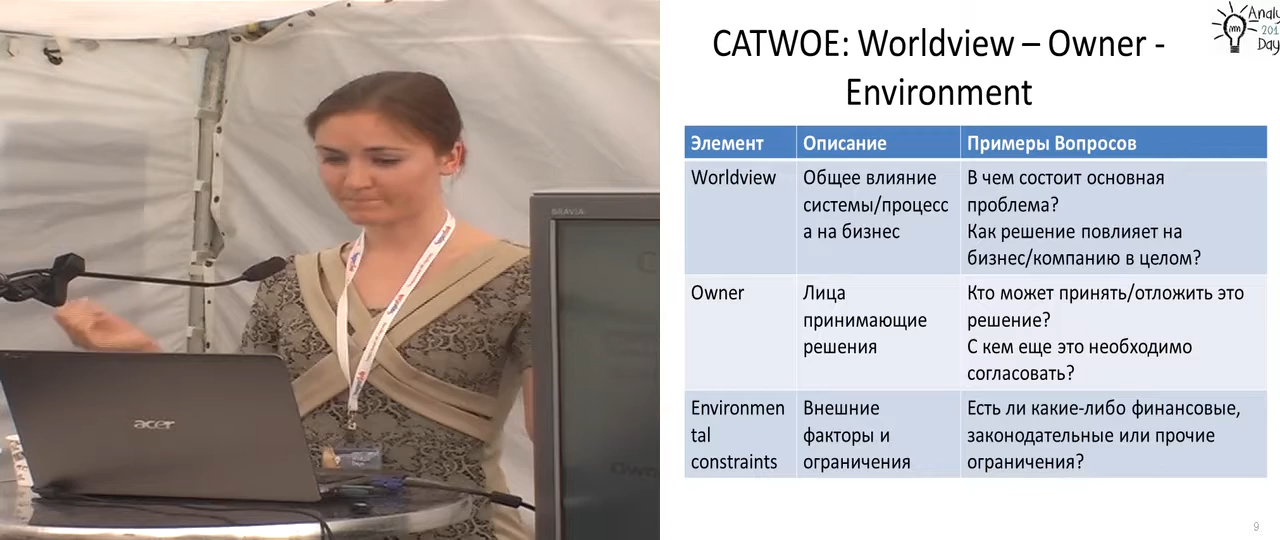 CATWOE: Worldview – Owner -
Environment
Элемент
Описание
Примеры Вопросов
Worldview
Общее влияние
системы/процесс
а на бизнес
В чем состоит основная
проблема?
Как решение повлияет на
бизнес/компанию в целом?
Owner
Лица
принимающие
решения
Кто может принять/отложить это
решение?
С кем еще это необходимо
согласовать?
Environmen
tal
constraints
Внешние
факторы и
ограничения
Есть ли какие-либо финансовые,
законодательные или прочие
ограничения?
9
acer
BRAVIA